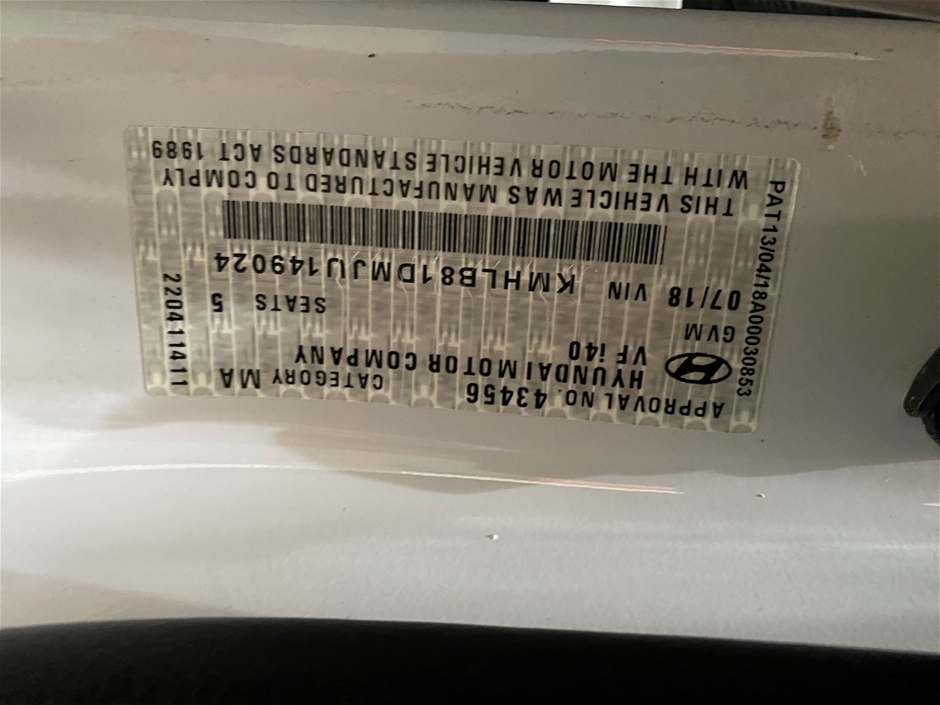 APPROVAL NO. 43456 CATEGORY MA
HYUNDAI MOTOR COMPANY
VF i40
GVM SEATS 5
07/18 VIN KMHLB81DMJU149024
THIS VEHICLE WAS MANUFACTURED TO COMPLY
WITH THE MOTOR VEHICLE STANDARDS ACT 1989
PAT13/04/18A00030853
220411411